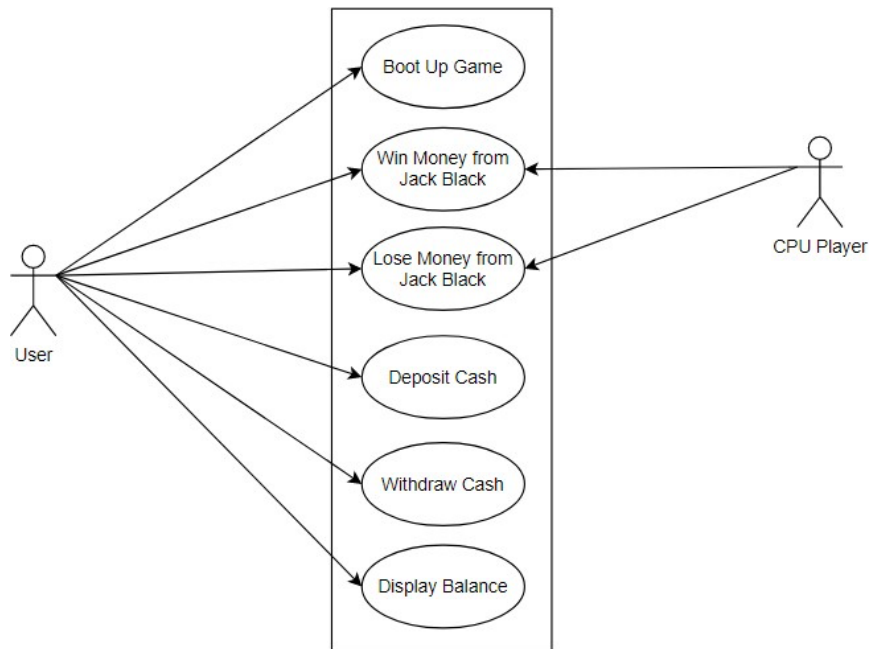 Boot Up Game
Win Money from
Jack Black
CPU Player
Lose Money from
Jack Black
User
Deposit Cash
Withdraw Cash
Display Balance